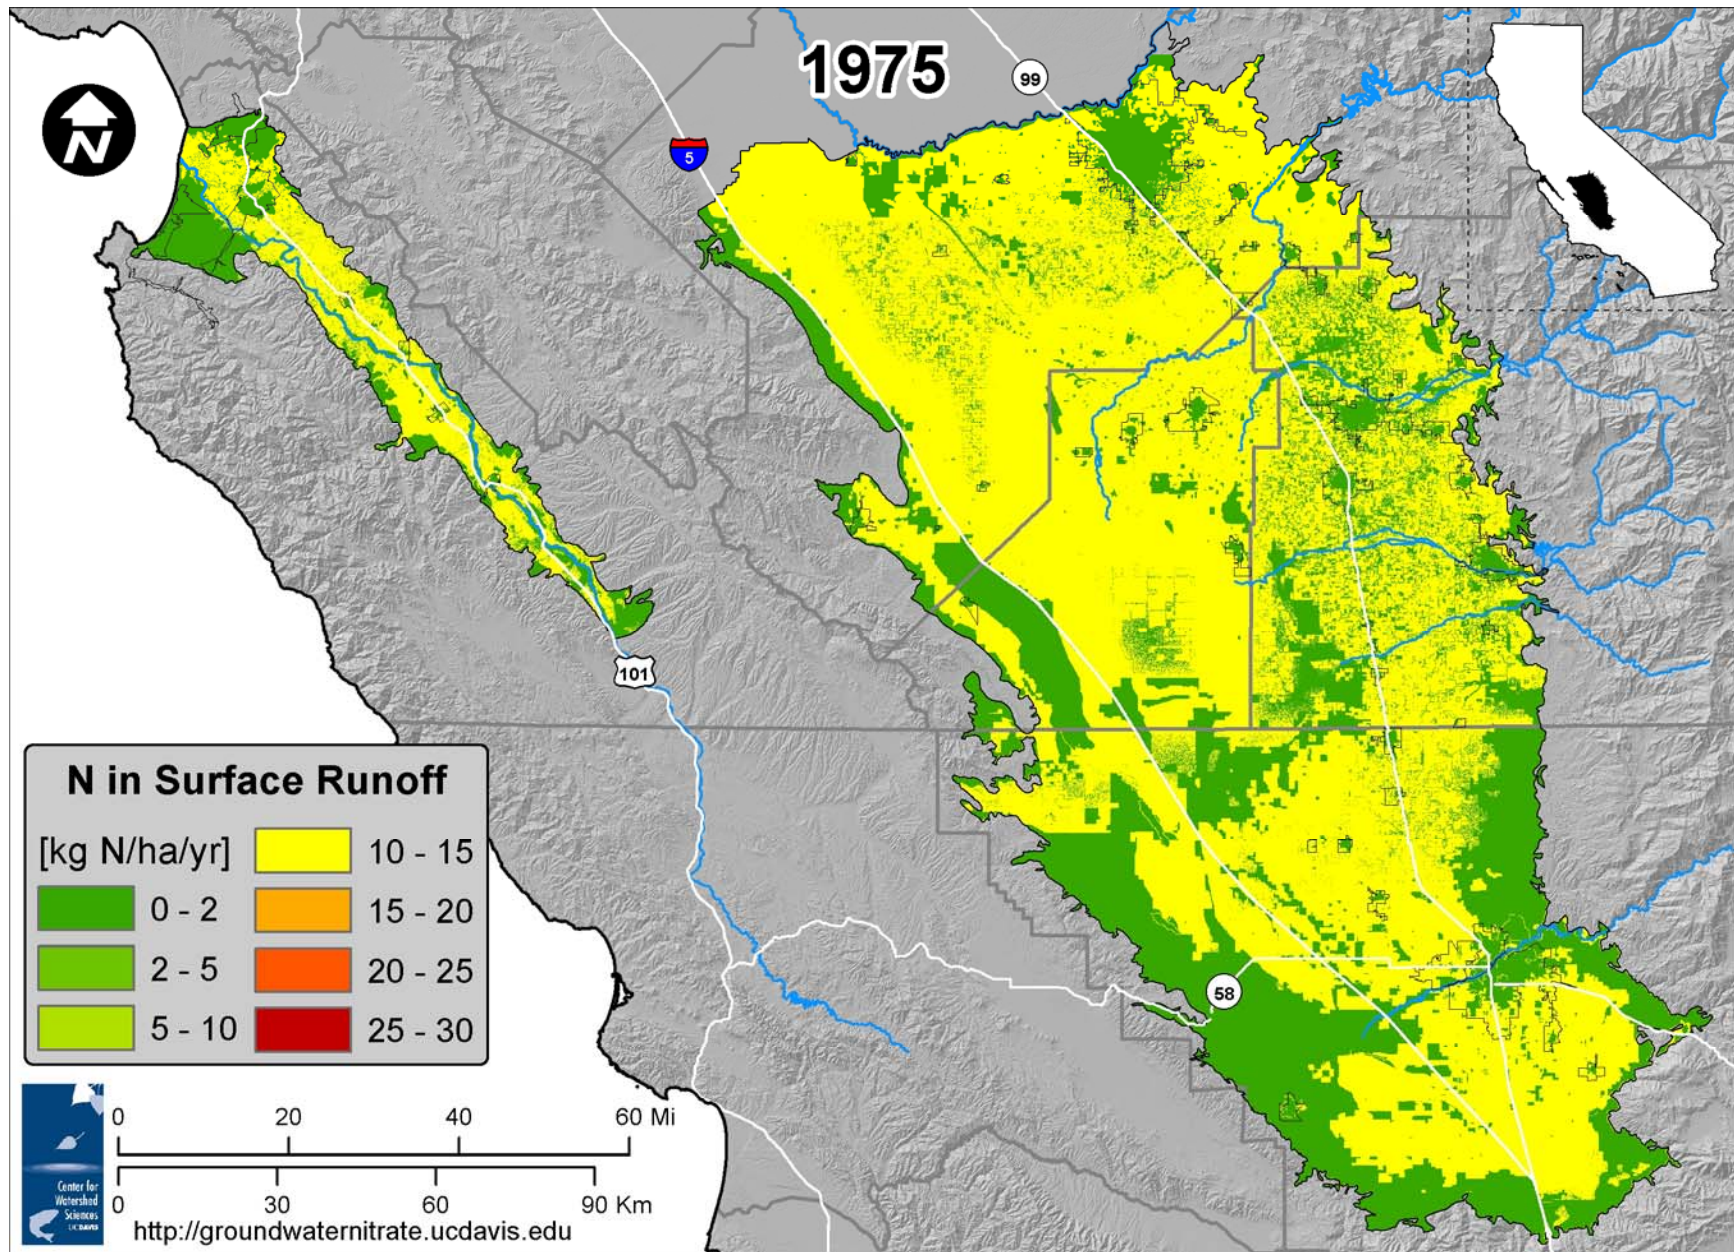 1975
99
N
5
101
N in Surface Runoff
[kg N/ha/yr]
10 - 15
0 - 2
15 - 20
2 - 5
20 - 25
5 - 10
25 - 30
58
0 20 40 60 Mi
0 30 60 90 Km
Center for
Watershed
Sciences
UC DAVIS
http://groundwaternitrate.ucdavis.edu